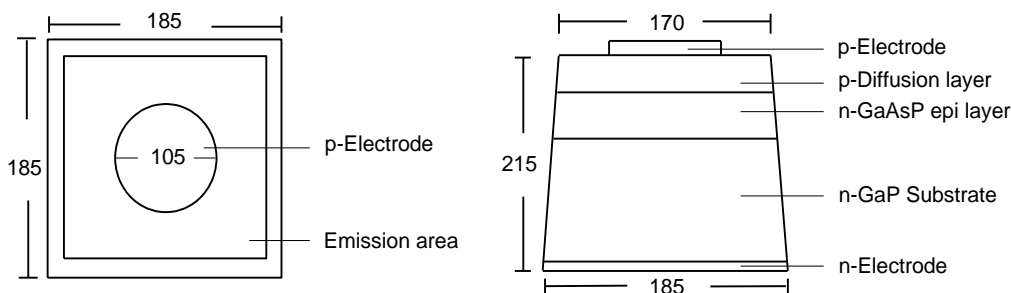 185
185
105
p-Electrode
Emission area
170
p-Electrode
p-Diffusion layer
n-GaAsP epi layer
215
n-GaP Substrate
n-Electrode
185